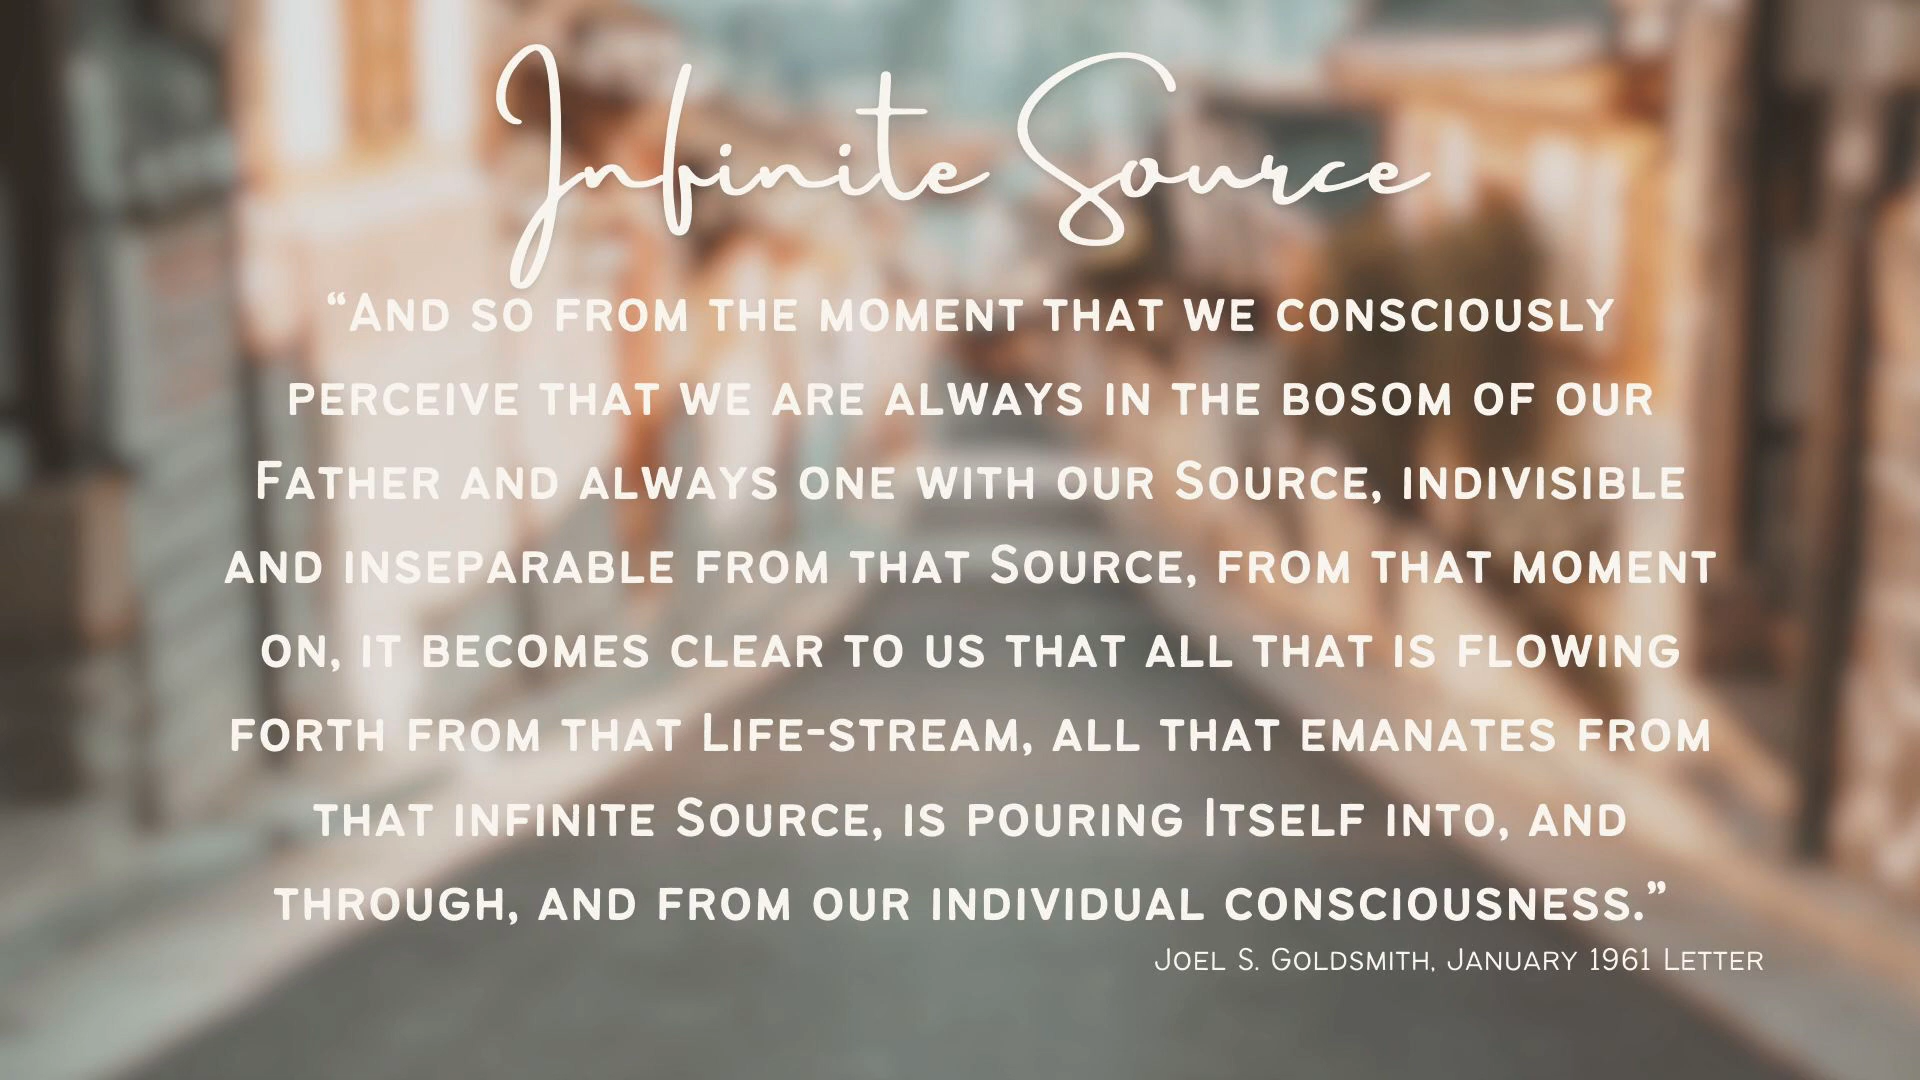 Infinite Source
“And so from the moment that we consciously
perceive that we are always in the bosom of our
Father and always one with our Source, indivisible
and inseparable from that Source, from that moment
on, it becomes clear to us that all that is flowing
forth from that Life-stream, all that emanates from
that infinite Source, is pouring Itself into, and
through, and from our individual consciousness.”
Joel S. Goldsmith, January 1961 Letter